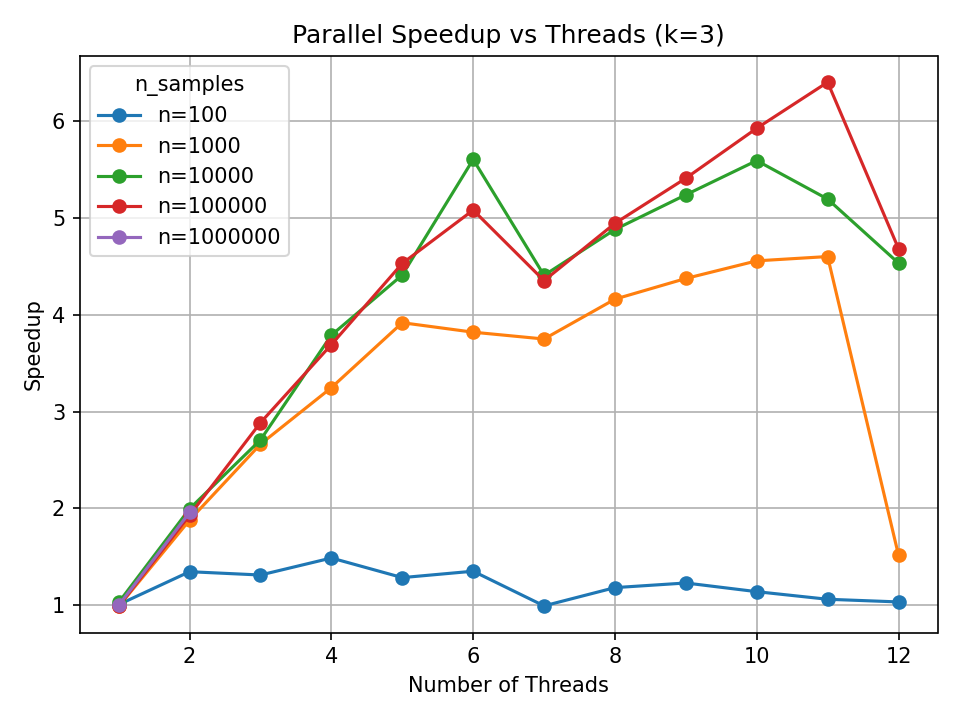 Parallel Speedup vs Threads (k=3)
n_samples
n=100
n=1000
n=10000
n=100000
n=1000000
Speedup
6
5
4
3
2
1
2 4 6 8 10 12
Number of Threads